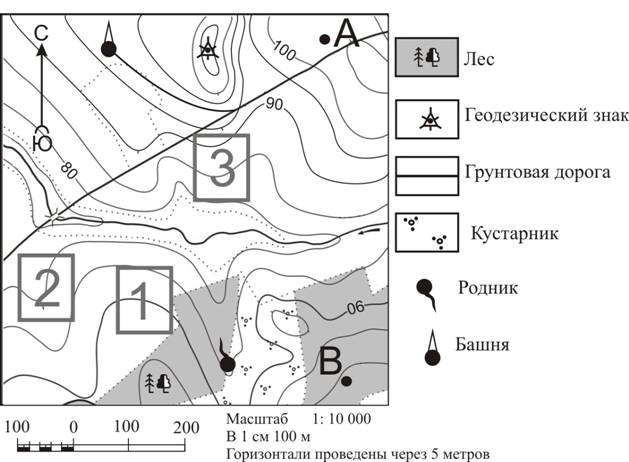 С
Ю
А
100
90
80
3
2
1
В
90
Лес
Геодезический знак
Грунтовая дорога
Кустарник
Родник
Башня
100 0 100 200
Масштаб 1: 10 000
В 1 см 100 м
Горизонтали проведены через 5 метров